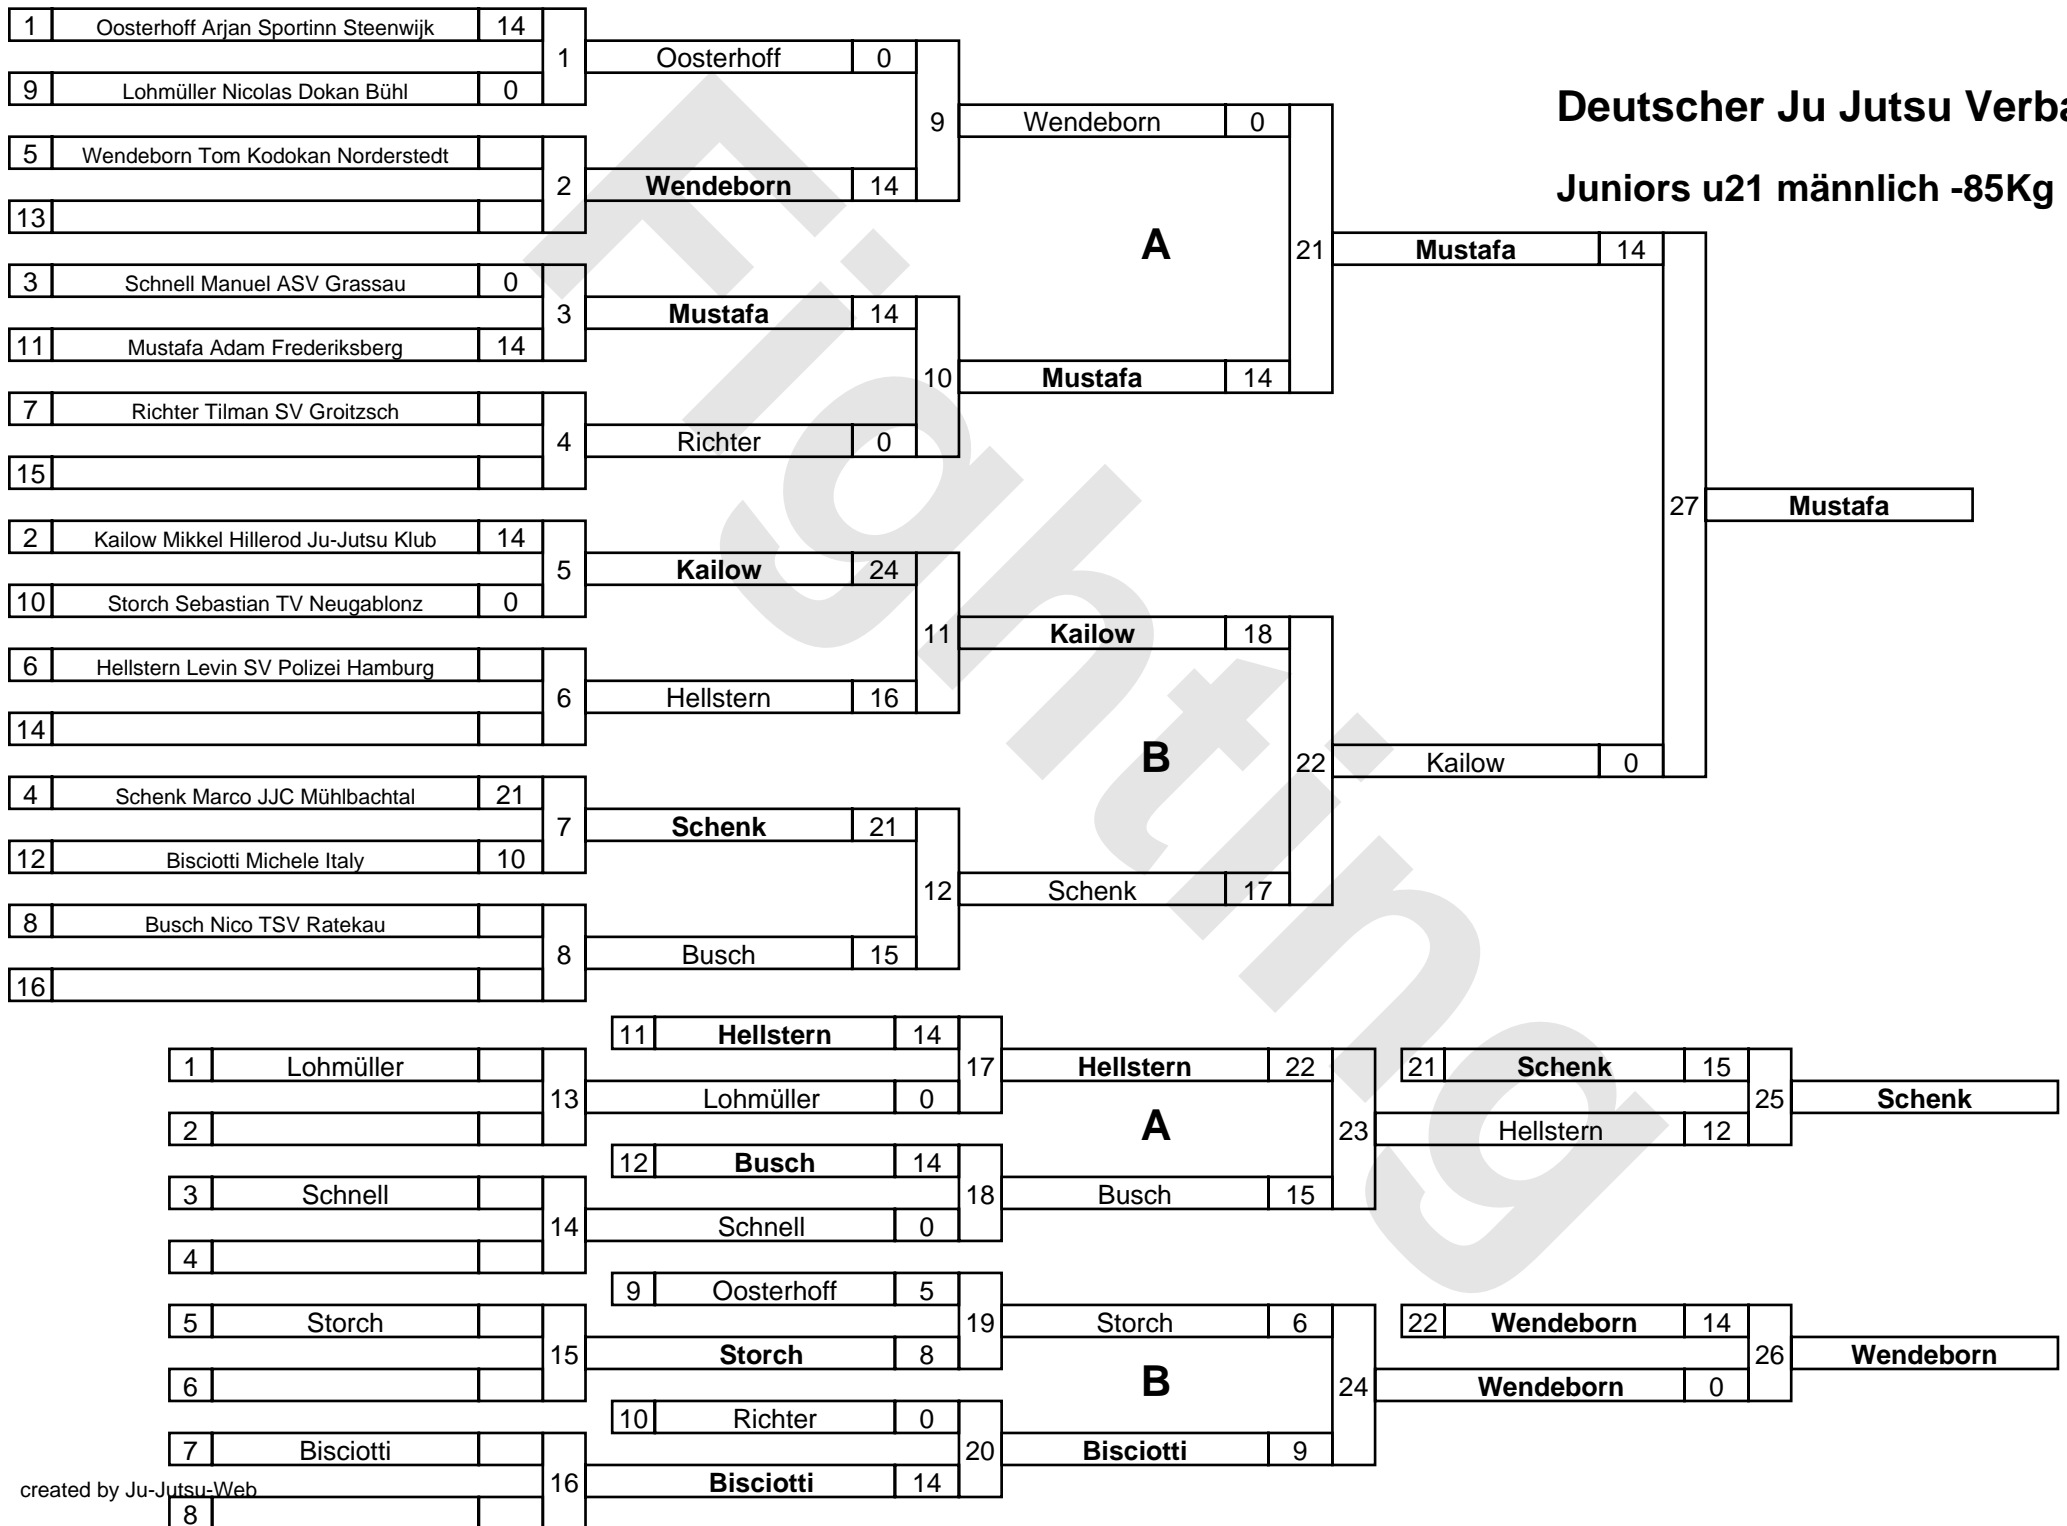 Deutscher Ju Jutsu Verba
Juniors u21 männlich -85Kg
Fighting
1 Oosterhoff Arjan Sportinn Steenwijk 14
9 Lohmüller Nicolas Dokan Bühl 0
1
5 Wendeborn Tom Kodokan Norderstedt
13
2
3 Schnell Manuel ASV Grassau 0
11 Mustafa Adam Frederiksberg 14
3
7 Richter Tilman SV Groitzsch
15
4
2 Kailow Mikkel Hillerod Ju-Jutsu Klub 14
10 Storch Sebastian TV Neugablonz 0
5
6 Hellstern Levin SV Polizei Hamburg
14
6
4 Schenk Marco JJC Mühlbachtal 21
12 Bisciotti Michele Italy 10
7
8 Busch Nico TSV Ratekau
16
8
Oosterhoff 0
Wendeborn 14
9
Mustafa 14
Richter 0
10
Kailow 24
Hellstern 16
11
Schenk 21
Busch 15
12
Wendeborn 0
A
Mustafa 14
21
Kailow 18
B
Schenk 17
22
Mustafa 14
Kailow 0
27
Mustafa
1 Lohmüller
2
13
3 Schnell
4
14
5 Storch
6
15
7 Bisciotti
8
16
11 Hellstern 14
Lohmüller 0
17
12 Busch 14
Schnell 0
18
9 Oosterhoff 5
Storch 8
19
10 Richter 0
Bisciotti 14
20
Hellstern 22
A
Busch 15
23
Storch 6
B
Bisciotti 9
24
21 Schenk 15
Hellstern 12
25
Schenk
22 Wendeborn 14
Wendeborn 0
26
Wendeborn
created by Ju-Jutsu-Web